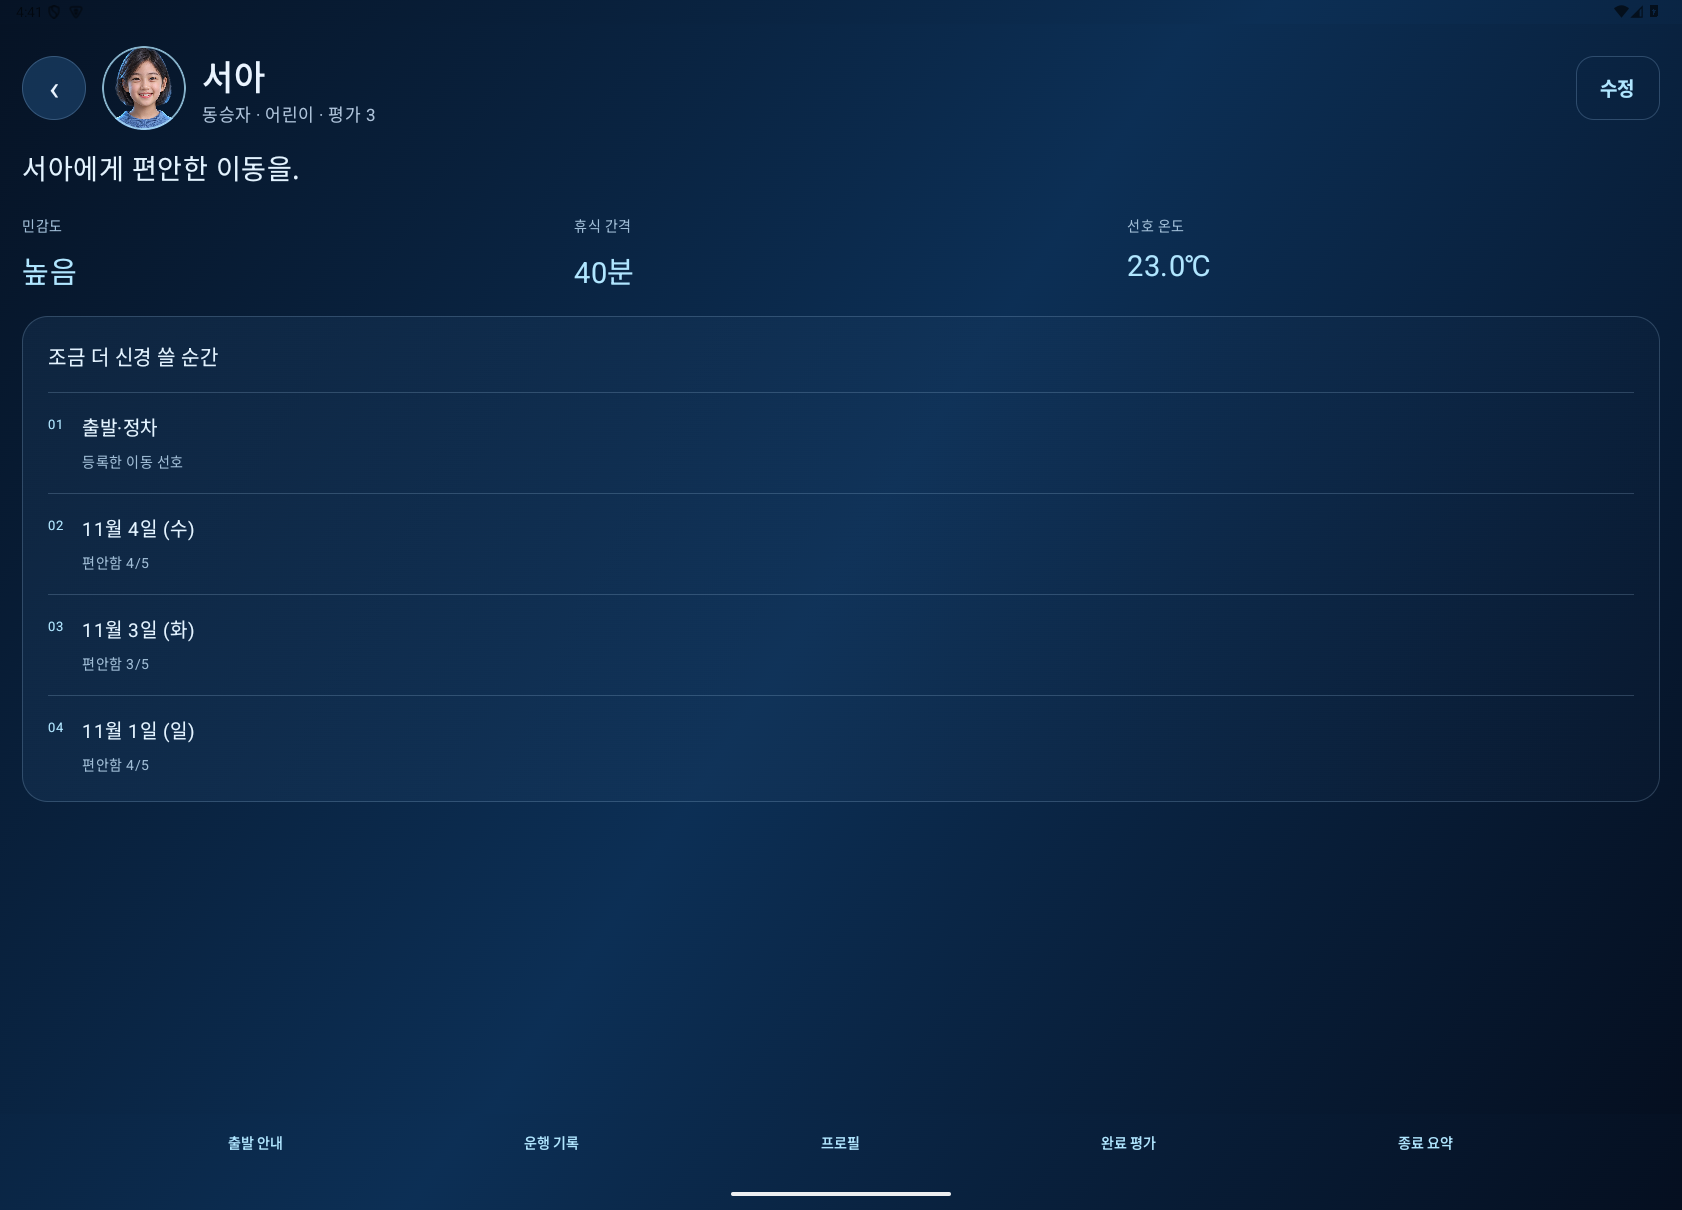 4:41
‹
서아
동승자 · 어린이 · 평가 3
수정
서아에게 편안한 이동을.
민감도
높음
휴식 간격
40분
선호 온도
23.0℃
조금 더 신경 쓸 순간
01 출발·정차
등록한 이동 선호
02 11월 4일 (수)
편안함 4/5
03 11월 3일 (화)
편안함 3/5
04 11월 1일 (일)
편안함 4/5
출발 안내
운행 기록
프로필
완료 평가
종료 요약